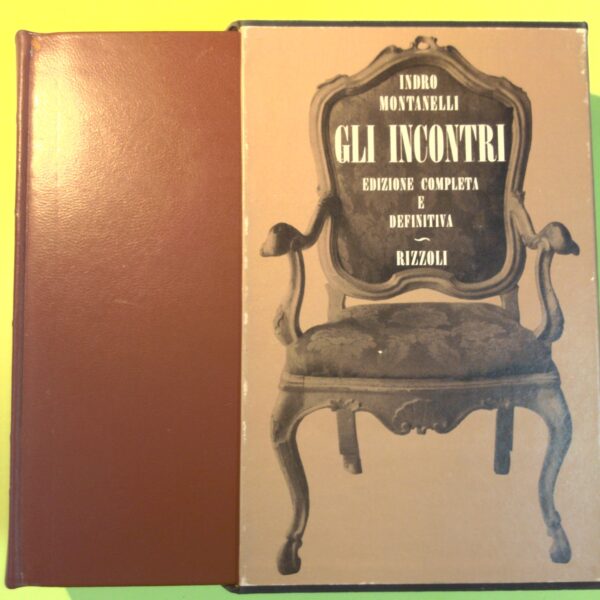 INDRO
MONTANELLI
GLI INCONTRI
EDIZIONE COMPLETA
E
DEFINITIVA
RIZZOLI